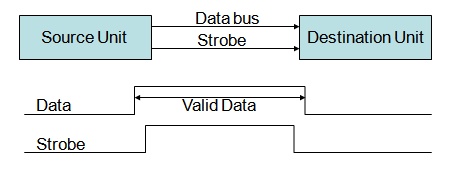 Data bus
Source Unit
Strobe
Destination Unit
Data
Valid Data
Strobe